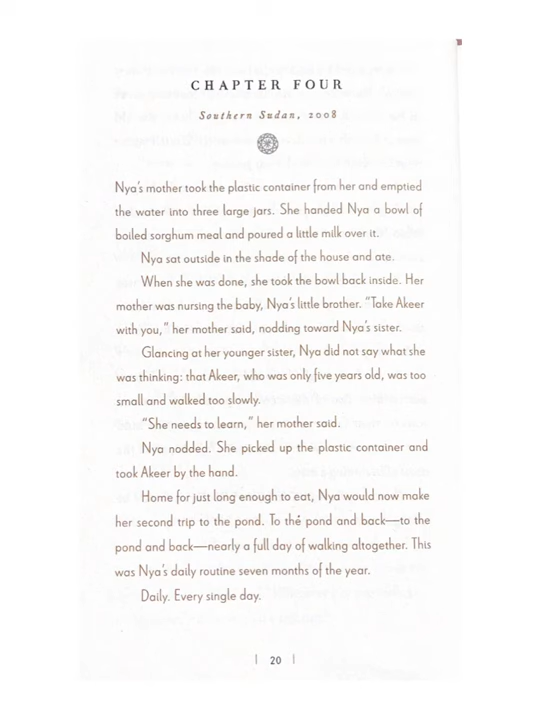 CHAPTER FOUR
Southern Sudan, 2008
Nya's mother took the plastic container from her and emptied
the water into three large jars. She handed Nya a bowl of
boiled sorghum meal and poured a little milk over it.
Nya sat outside in the shade of the house and ate.
When she was done, she took the bowl back inside. Her
mother was nursing the baby, Nya's little brother. "Take Akeer
with you," her mother said, nodding toward Nya's sister.
Glancing at her younger sister, Nya did not say what she
was thinking: that Akeer, who was only five years old, was too
small and walked too slowly.
"She needs to learn," her mother said.
Nya nodded. She picked up the plastic container and
took Akeer by the hand.
Home for just long enough to eat, Nya would now make
her second trip to the pond. To the pond and back—to the
pond and back—nearly a full day of walking altogether. This
was Nya's daily routine seven months of the year.
Daily. Every single day.
| 20 |